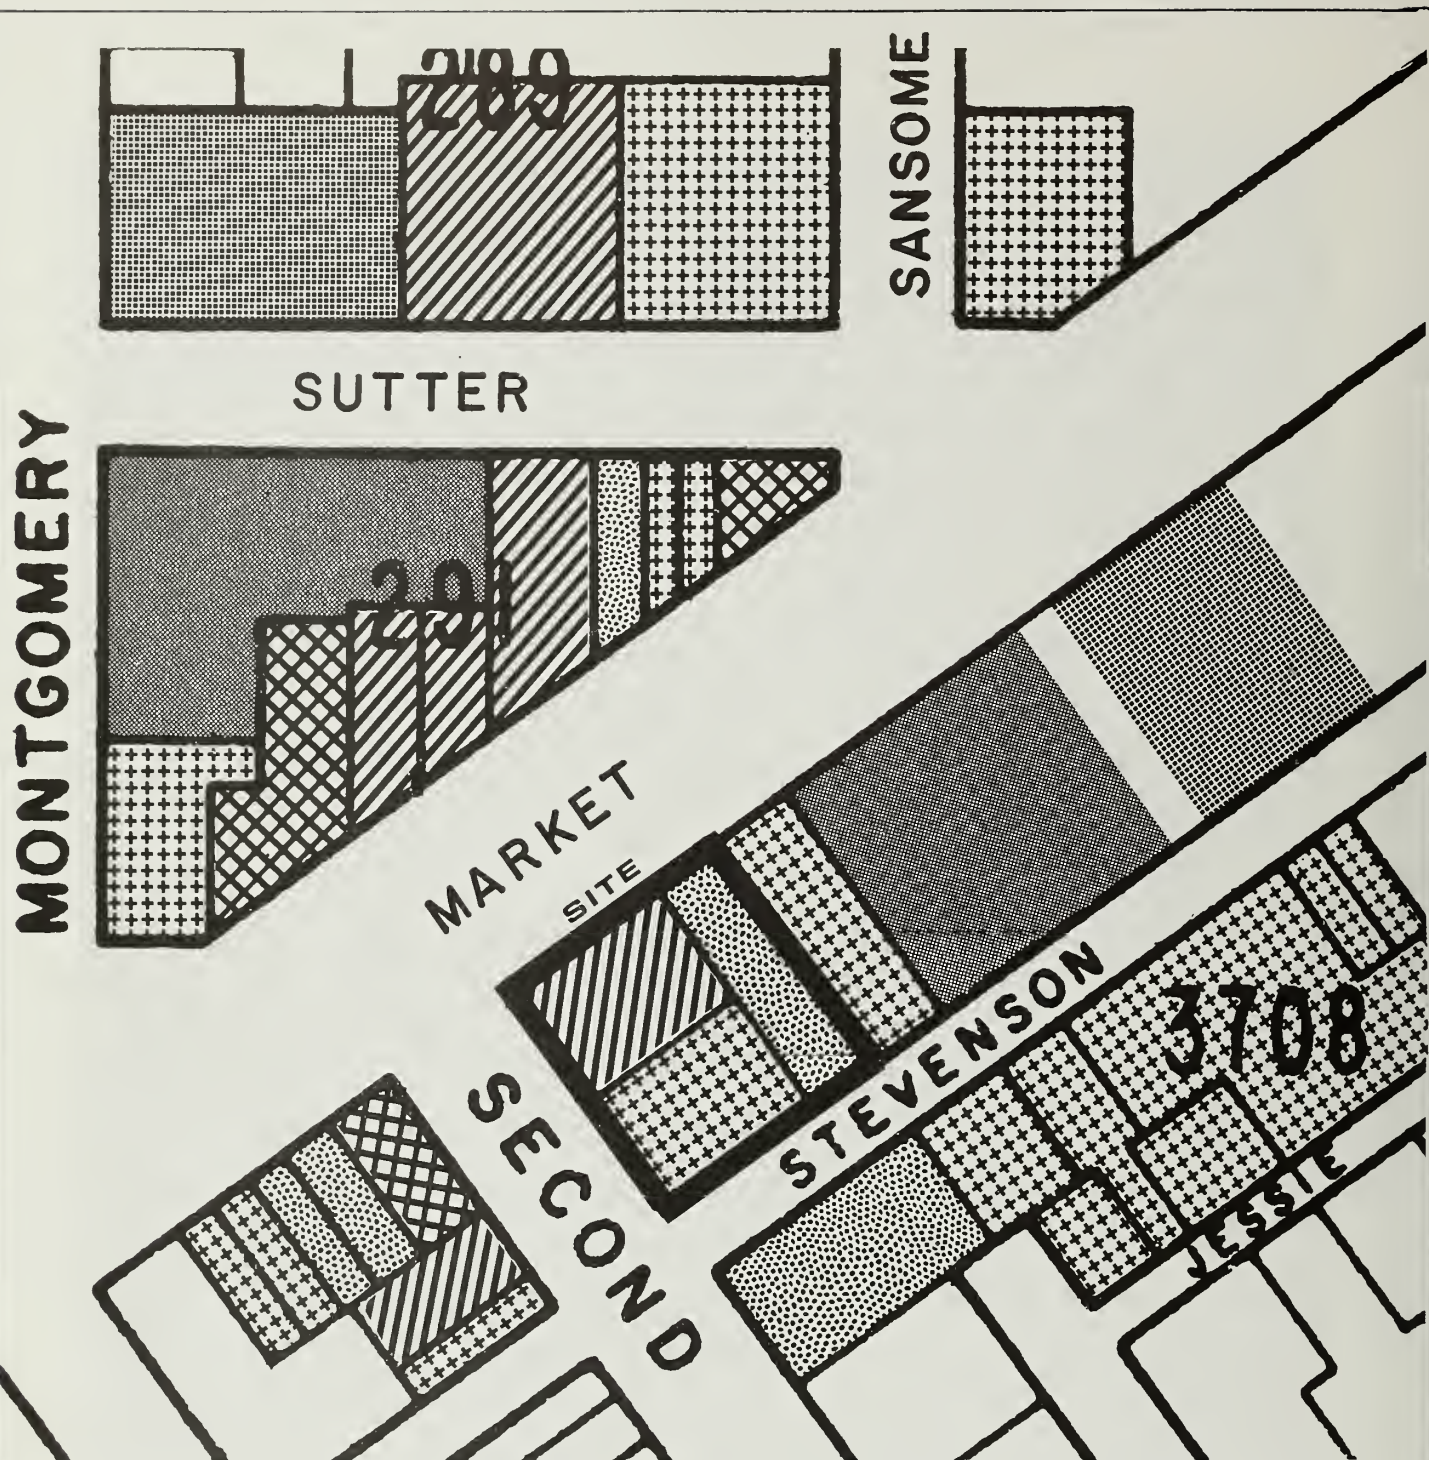 289
SANSOME
SUTTER
MONTGOMERY
291
MARKET
SITE
STEVENSON
3708
SECOND
JESSIE